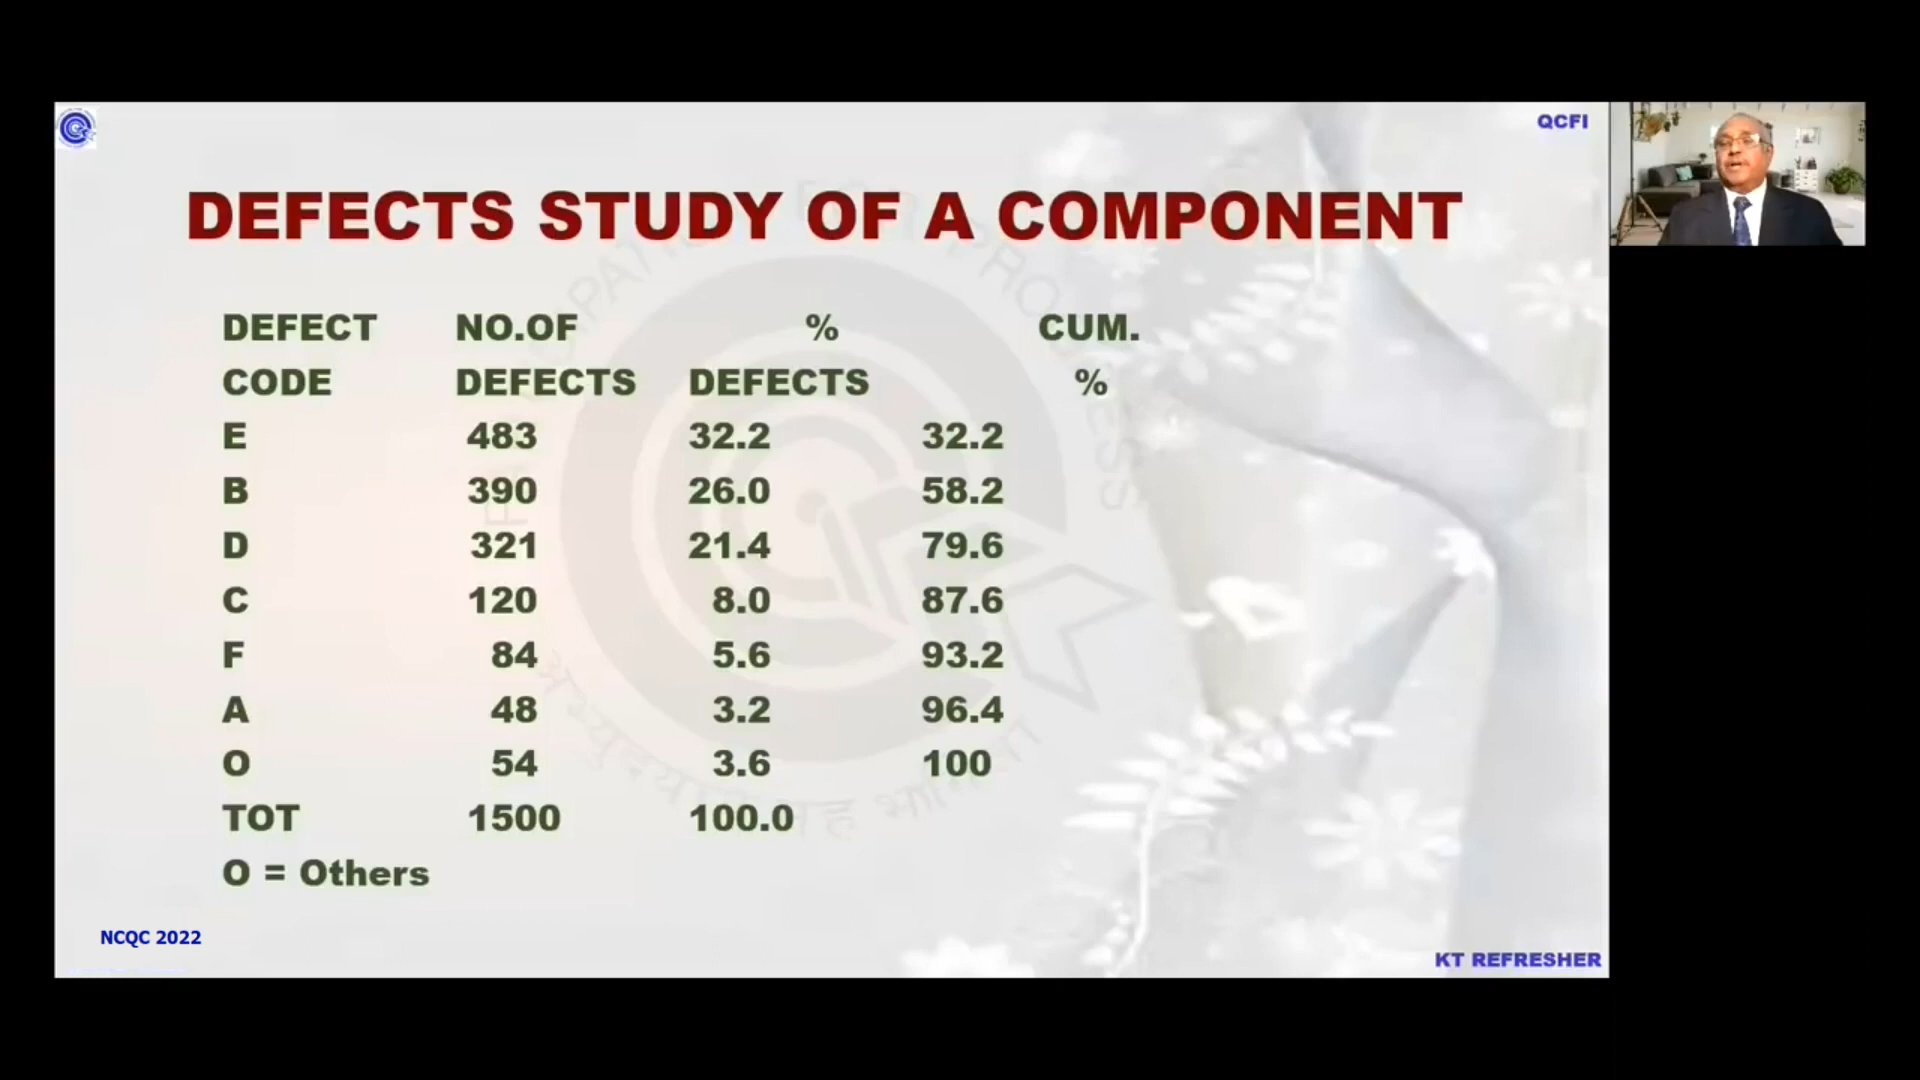 QCFI
DEFECTS STUDY OF A COMPONENT
DEFECT NO.OF % CUM.
CODE DEFECTS DEFECTS %
E 483 32.2 32.2
B 390 26.0 58.2
D 321 21.4 79.6
C 120 8.0 87.6
F 84 5.6 93.2
A 48 3.2 96.4
O 54 3.6 100
TOT 1500 100.0
O = Others
NCQC 2022
KT REFRESHER